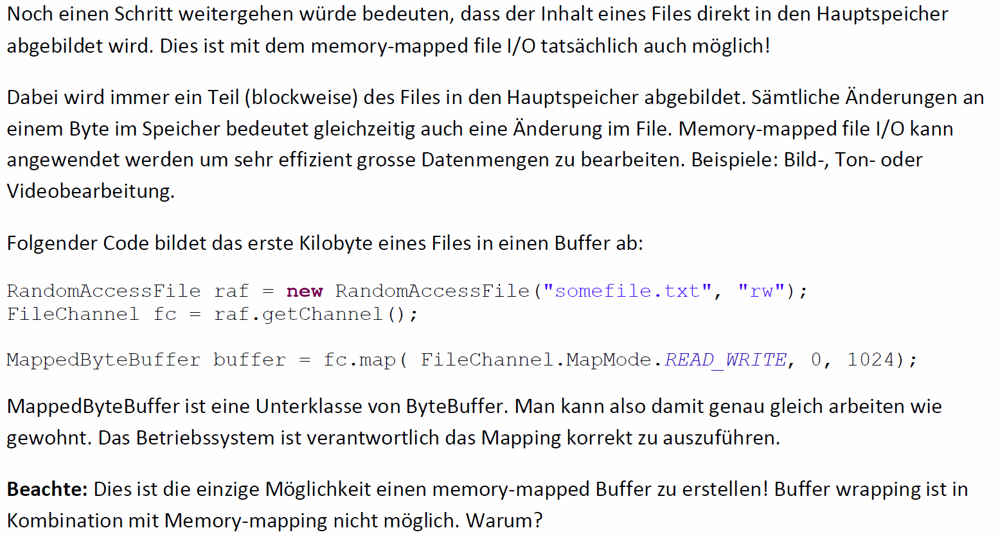 Noch einen Schritt weitergehen würde bedeuten, dass der Inhalt eines Files direkt in den Hauptspeicher
abgebildet wird. Dies ist mit dem memory-mapped file I/O tatsächlich auch möglich!
Dabei wird immer ein Teil (blockweise) des Files in den Hauptspeicher abgebildet. Sämtliche Änderungen an
einem Byte im Speicher bedeutet gleichzeitig auch eine Änderung im File. Memory-mapped file I/O kann
angewendet werden um sehr effizient grosse Datenmengen zu bearbeiten. Beispiele: Bild-, Ton- oder
Videobearbeitung.
Folgender Code bildet das erste Kilobyte eines Files in einen Buffer ab:
RandomAccessFile raf = new RandomAccessFile("somefile.txt", "rw");
FileChannel fc = raf.getChannel();
MappedByteBuffer buffer = fc.map( FileChannel.MapMode.READ_WRITE, 0, 1024);
MappedByteBuffer ist eine Unterklasse von ByteBuffer. Man kann also damit genau gleich arbeiten wie
gewohnt. Das Betriebssystem ist verantwortlich das Mapping korrekt zu auszuführen.
Beachte: Dies ist die einzige Möglichkeit einen memory-mapped Buffer zu erstellen! Buffer wrapping ist in
Kombination mit Memory-mapping nicht möglich. Warum?